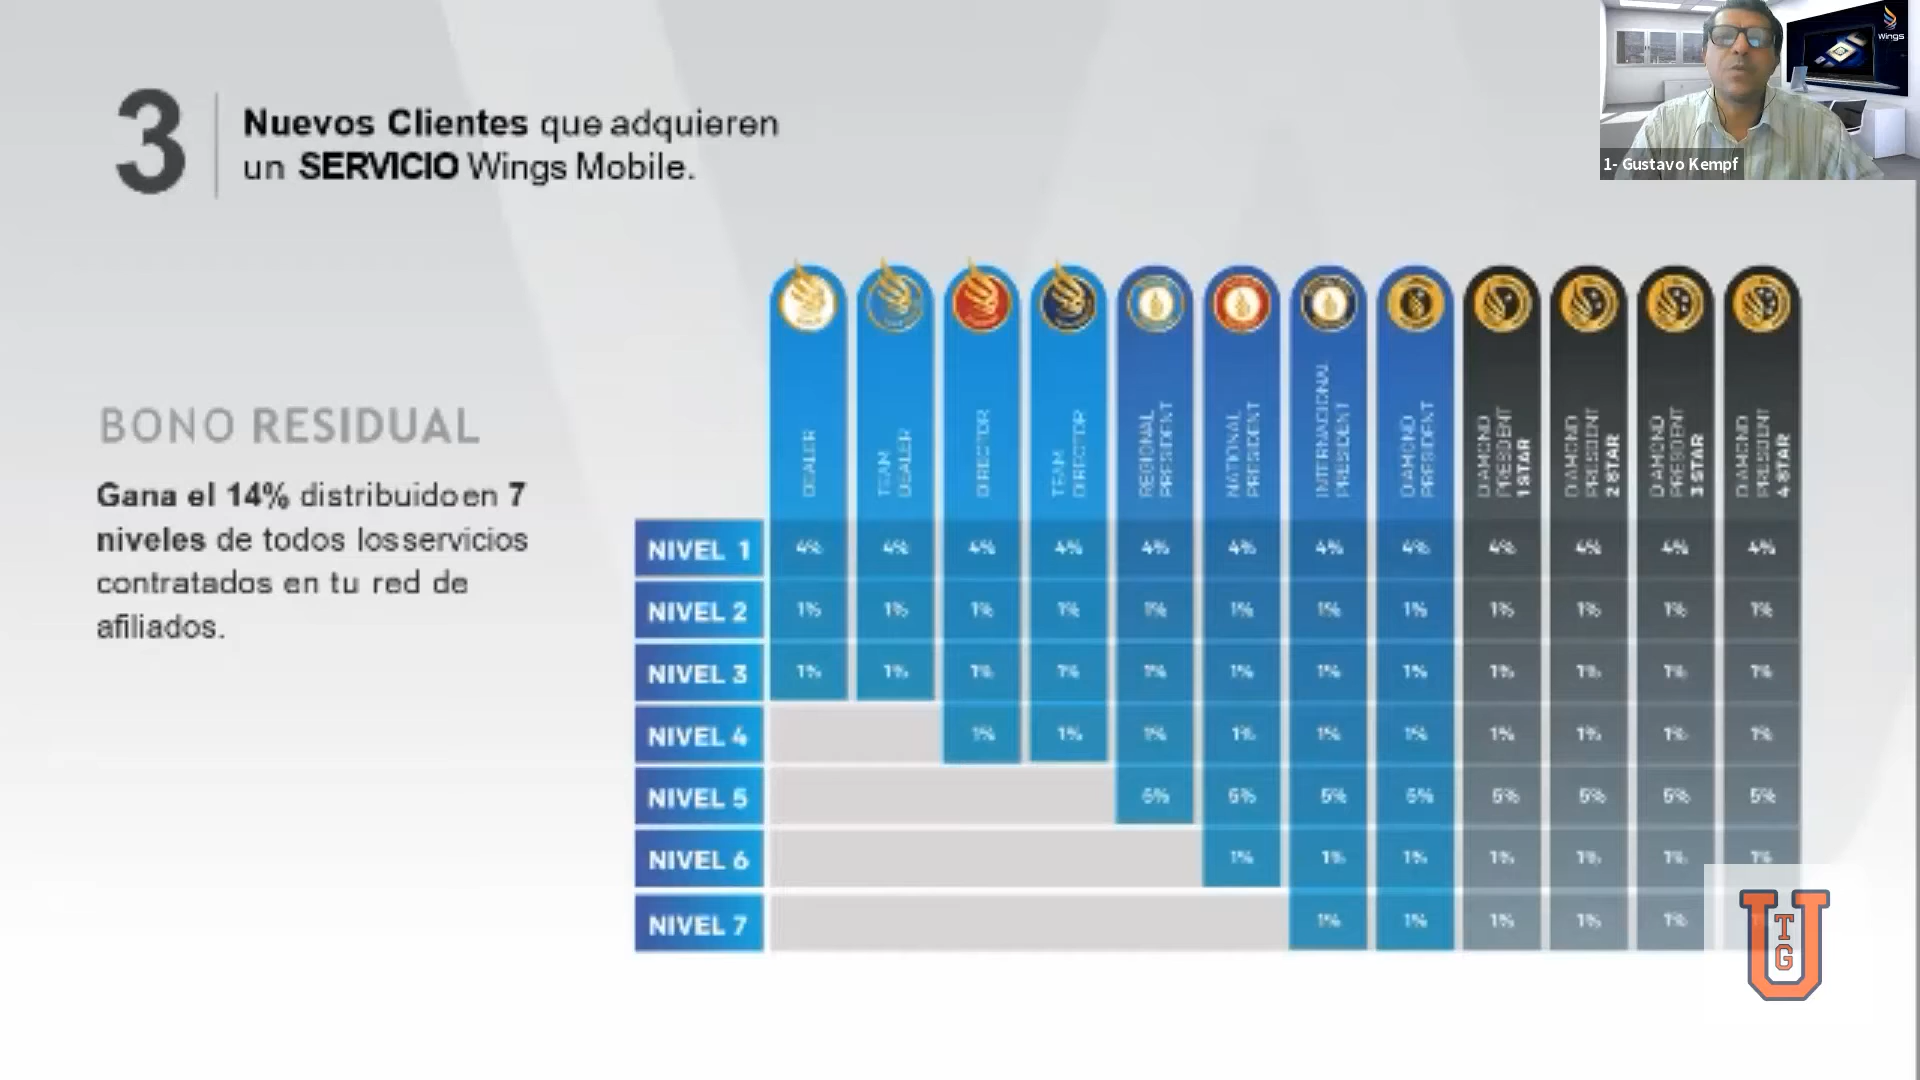 wings
1- Gustavo Kempf
3
Nuevos Clientes que adquieren
un SERVICIO Wings Mobile.
BONO RESIDUAL
Gana el 14% distribuido en 7
niveles de todos los servicios
contratados en tu red de
afiliados.
DEALER
TEAM
DEALER
DIRECTOR
TEAM
DIRECTOR
REGIONAL
PRESIDENT
NATIONAL
PRESIDENT
INTERNACIONAL
PRESIDENT
DIAMOND
PRESIDENT
DIAMOND
PRESIDENT
1 STAR
DIAMOND
PRESIDENT
2 STAR
DIAMOND
PRESIDENT
3 STAR
DIAMOND
PRESIDENT
4 STAR
NIVEL 1 4% 4% 4% 4% 4% 4% 4% 4% 4% 4% 4% 4%
NIVEL 2 1% 1% 1% 1% 1% 1% 1% 1% 1% 1% 1% 1%
NIVEL 3 1% 1% 1% 1% 1% 1% 1% 1% 1% 1% 1% 1%
NIVEL 4 1% 1% 1% 1% 1% 1% 1% 1% 1% 1%
NIVEL 5 5% 5% 5% 5% 5% 5% 5% 5%
NIVEL 6 1% 1% 1% 1% 1% 1% 1%
NIVEL 7 1% 1% 1% 1% 1%
U
T
G